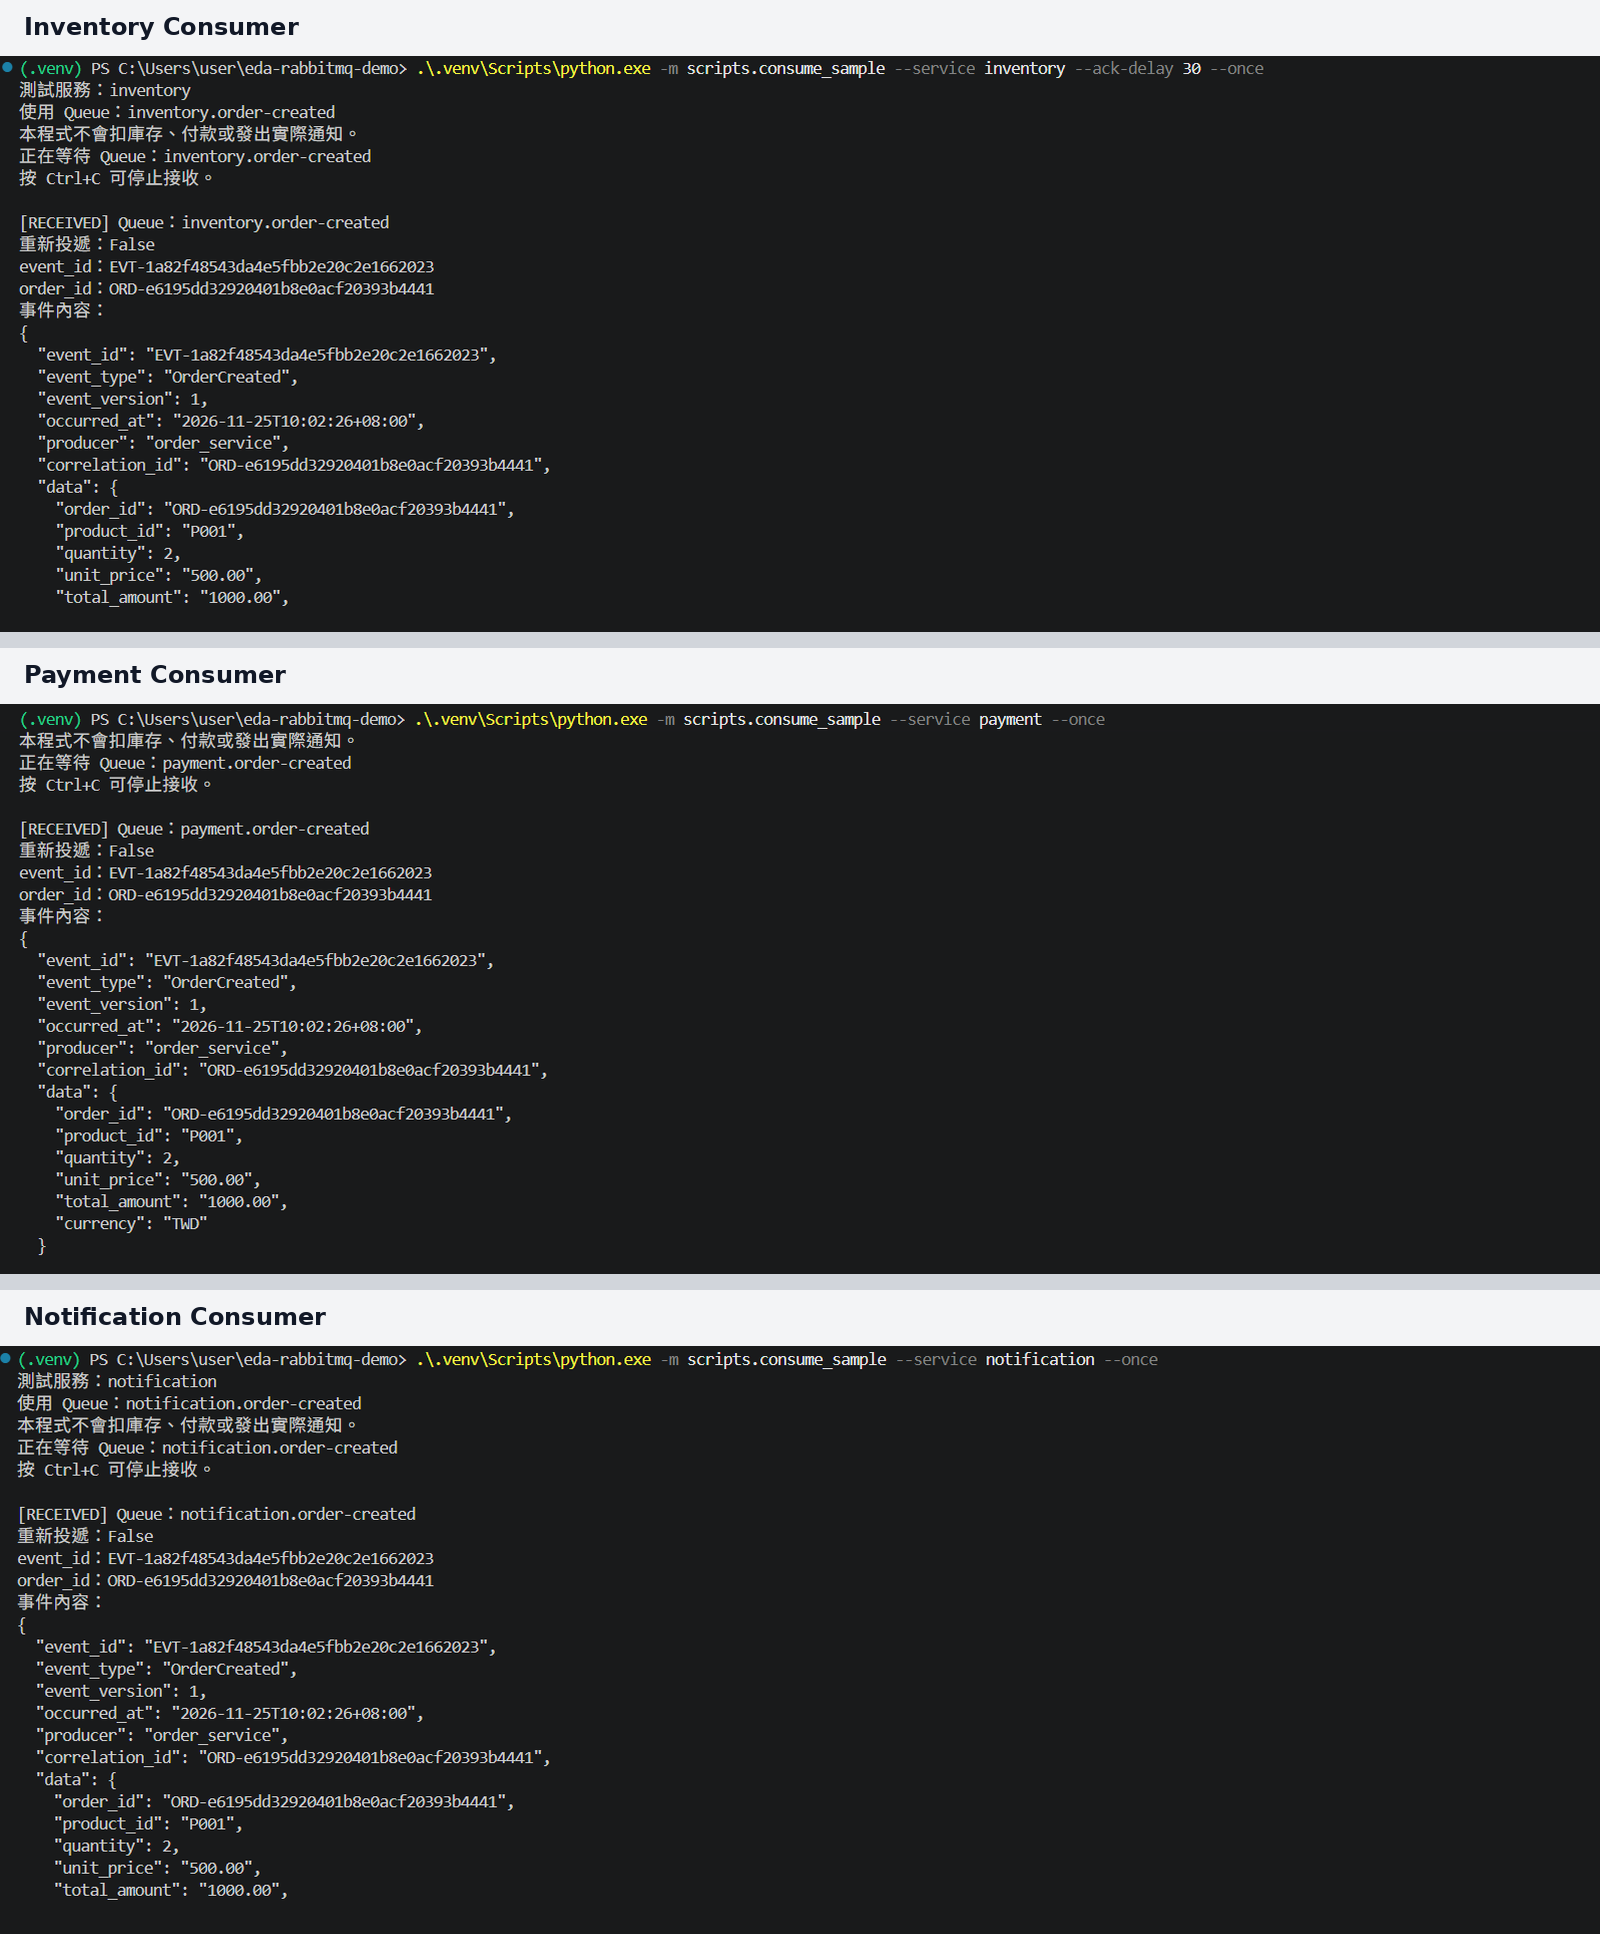 Inventory Consumer
(.venv) PS C:\Users\user\eda-rabbitmq-demo> .\.venv\Scripts\python.exe -m scripts.consume_sample --service inventory --ack-delay 30 --once
測試服務：inventory
使用 Queue：inventory.order-created
本程式不會扣庫存、付款或發出實際通知。
正在等待 Queue：inventory.order-created
按 Ctrl+C 可停止接收。

[RECEIVED] Queue：inventory.order-created
重新投遞：False
event_id：EVT-1a82f48543da4e5fbb2e20c2e1662023
order_id：ORD-e6195dd32920401b8e0acf20393b4441
事件內容：
{
  "event_id": "EVT-1a82f48543da4e5fbb2e20c2e1662023",
  "event_type": "OrderCreated",
  "event_version": 1,
  "occurred_at": "2026-11-25T10:02:26+08:00",
  "producer": "order_service",
  "correlation_id": "ORD-e6195dd32920401b8e0acf20393b4441",
  "data": {
    "order_id": "ORD-e6195dd32920401b8e0acf20393b4441",
    "product_id": "P001",
    "quantity": 2,
    "unit_price": "500.00",
    "total_amount": "1000.00",
Payment Consumer
(.venv) PS C:\Users\user\eda-rabbitmq-demo> .\.venv\Scripts\python.exe -m scripts.consume_sample --service payment --once
本程式不會扣庫存、付款或發出實際通知。
正在等待 Queue：payment.order-created
按 Ctrl+C 可停止接收。

[RECEIVED] Queue：payment.order-created
重新投遞：False
event_id：EVT-1a82f48543da4e5fbb2e20c2e1662023
order_id：ORD-e6195dd32920401b8e0acf20393b4441
事件內容：
{
  "event_id": "EVT-1a82f48543da4e5fbb2e20c2e1662023",
  "event_type": "OrderCreated",
  "event_version": 1,
  "occurred_at": "2026-11-25T10:02:26+08:00",
  "producer": "order_service",
  "correlation_id": "ORD-e6195dd32920401b8e0acf20393b4441",
  "data": {
    "order_id": "ORD-e6195dd32920401b8e0acf20393b4441",
    "product_id": "P001",
    "quantity": 2,
    "unit_price": "500.00",
    "total_amount": "1000.00",
    "currency": "TWD"
  }
Notification Consumer
(.venv) PS C:\Users\user\eda-rabbitmq-demo> .\.venv\Scripts\python.exe -m scripts.consume_sample --service notification --once
測試服務：notification
使用 Queue：notification.order-created
本程式不會扣庫存、付款或發出實際通知。
正在等待 Queue：notification.order-created
按 Ctrl+C 可停止接收。

[RECEIVED] Queue：notification.order-created
重新投遞：False
event_id：EVT-1a82f48543da4e5fbb2e20c2e1662023
order_id：ORD-e6195dd32920401b8e0acf20393b4441
事件內容：
{
  "event_id": "EVT-1a82f48543da4e5fbb2e20c2e1662023",
  "event_type": "OrderCreated",
  "event_version": 1,
  "occurred_at": "2026-11-25T10:02:26+08:00",
  "producer": "order_service",
  "correlation_id": "ORD-e6195dd32920401b8e0acf20393b4441",
  "data": {
    "order_id": "ORD-e6195dd32920401b8e0acf20393b4441",
    "product_id": "P001",
    "quantity": 2,
    "unit_price": "500.00",
    "total_amount": "1000.00",